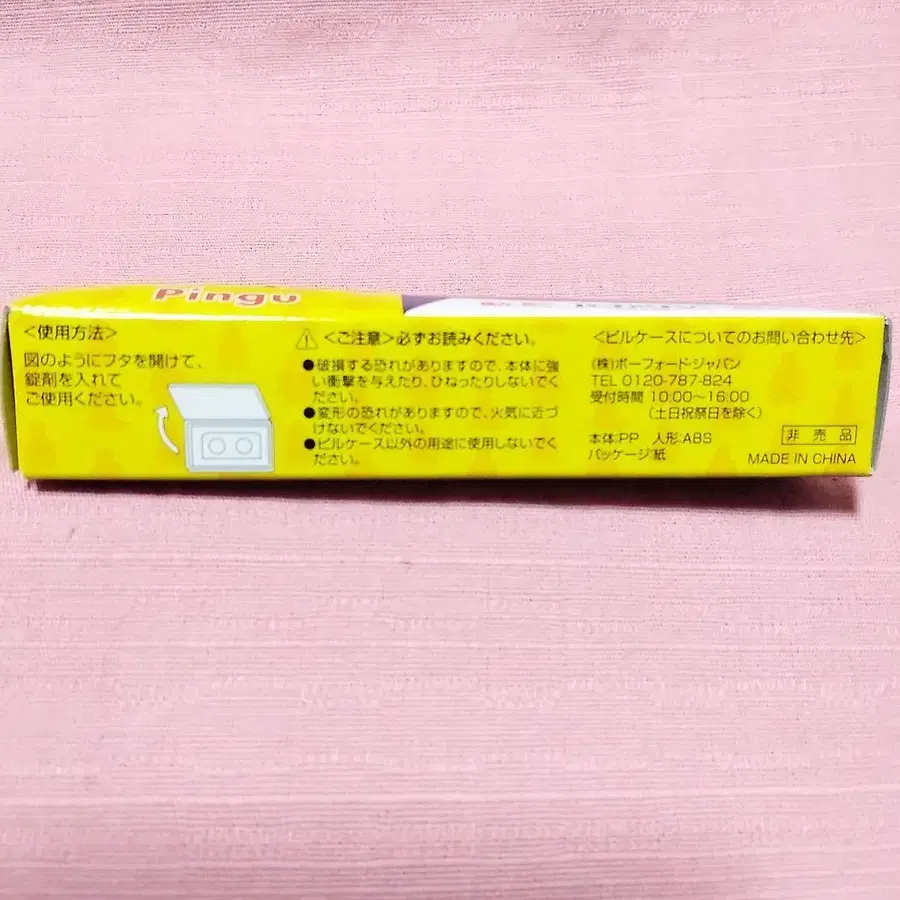 Pingu
<使用方法>
図のようにフタを開けて、
錠剤を入れて
ご使用ください。
<ご注意>必ずお読みください。
●破損する恐れがありますので、本体に強
い衝撃を与えたり、ひねったりしないでく
ださい。
●変形の恐れがありますので、火気に近づ
けないでください。
●ピルケース以外の用途に使用しないでく
ださい。
<ピルケースについてのお問い合わせ先>
(株)ボーフォード・ジャパン
TEL 0120-787-824
受付時間 10:00~16:00
(土日祝祭日を除く)
本体:PP 人形:ABS
パッケージ:紙
非売品
MADE IN CHINA